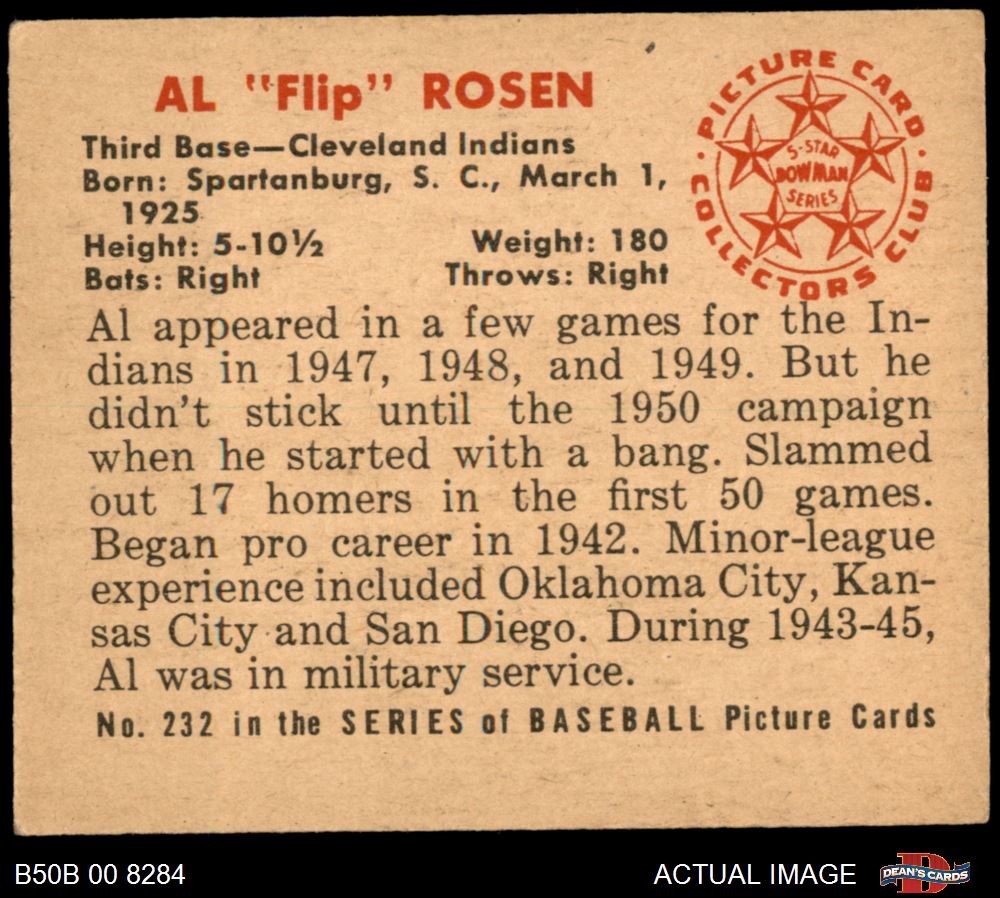 AL "Flip" ROSEN
Third Base—Cleveland Indians
Born: Spartanburg, S. C., March 1,
1925
Height: 5-10½ Weight: 180
Bats: Right Throws: Right
PICTURE CARD
COLLECTORS CLUB
5-STAR
BOWMAN
SERIES
Al appeared in a few games for the In-
dians in 1947, 1948, and 1949. But he
didn't stick until the 1950 campaign
when he started with a bang. Slammed
out 17 homers in the first 50 games.
Began pro career in 1942. Minor-league
experience included Oklahoma City, Kan-
sas City and San Diego. During 1943-45,
Al was in military service.
No. 232 in the SERIES of BASEBALL Picture Cards
B50B 00 8284 ACTUAL IMAGE
D
DEAN'S CARDS